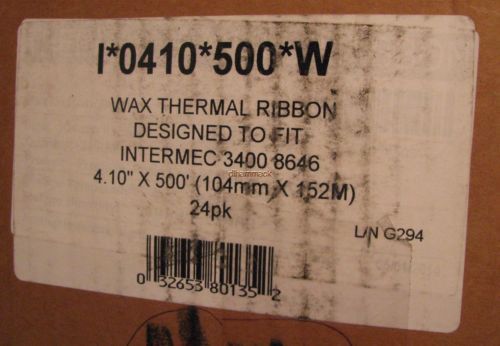 I*0410*500*W
WAX THERMAL RIBBON
DESIGNED TO FIT
INTERMEC 3400 8646
dlhammack
4.10" X 500' (104mm X 152M)
24pk
L/N G294
0 32653 80135 2